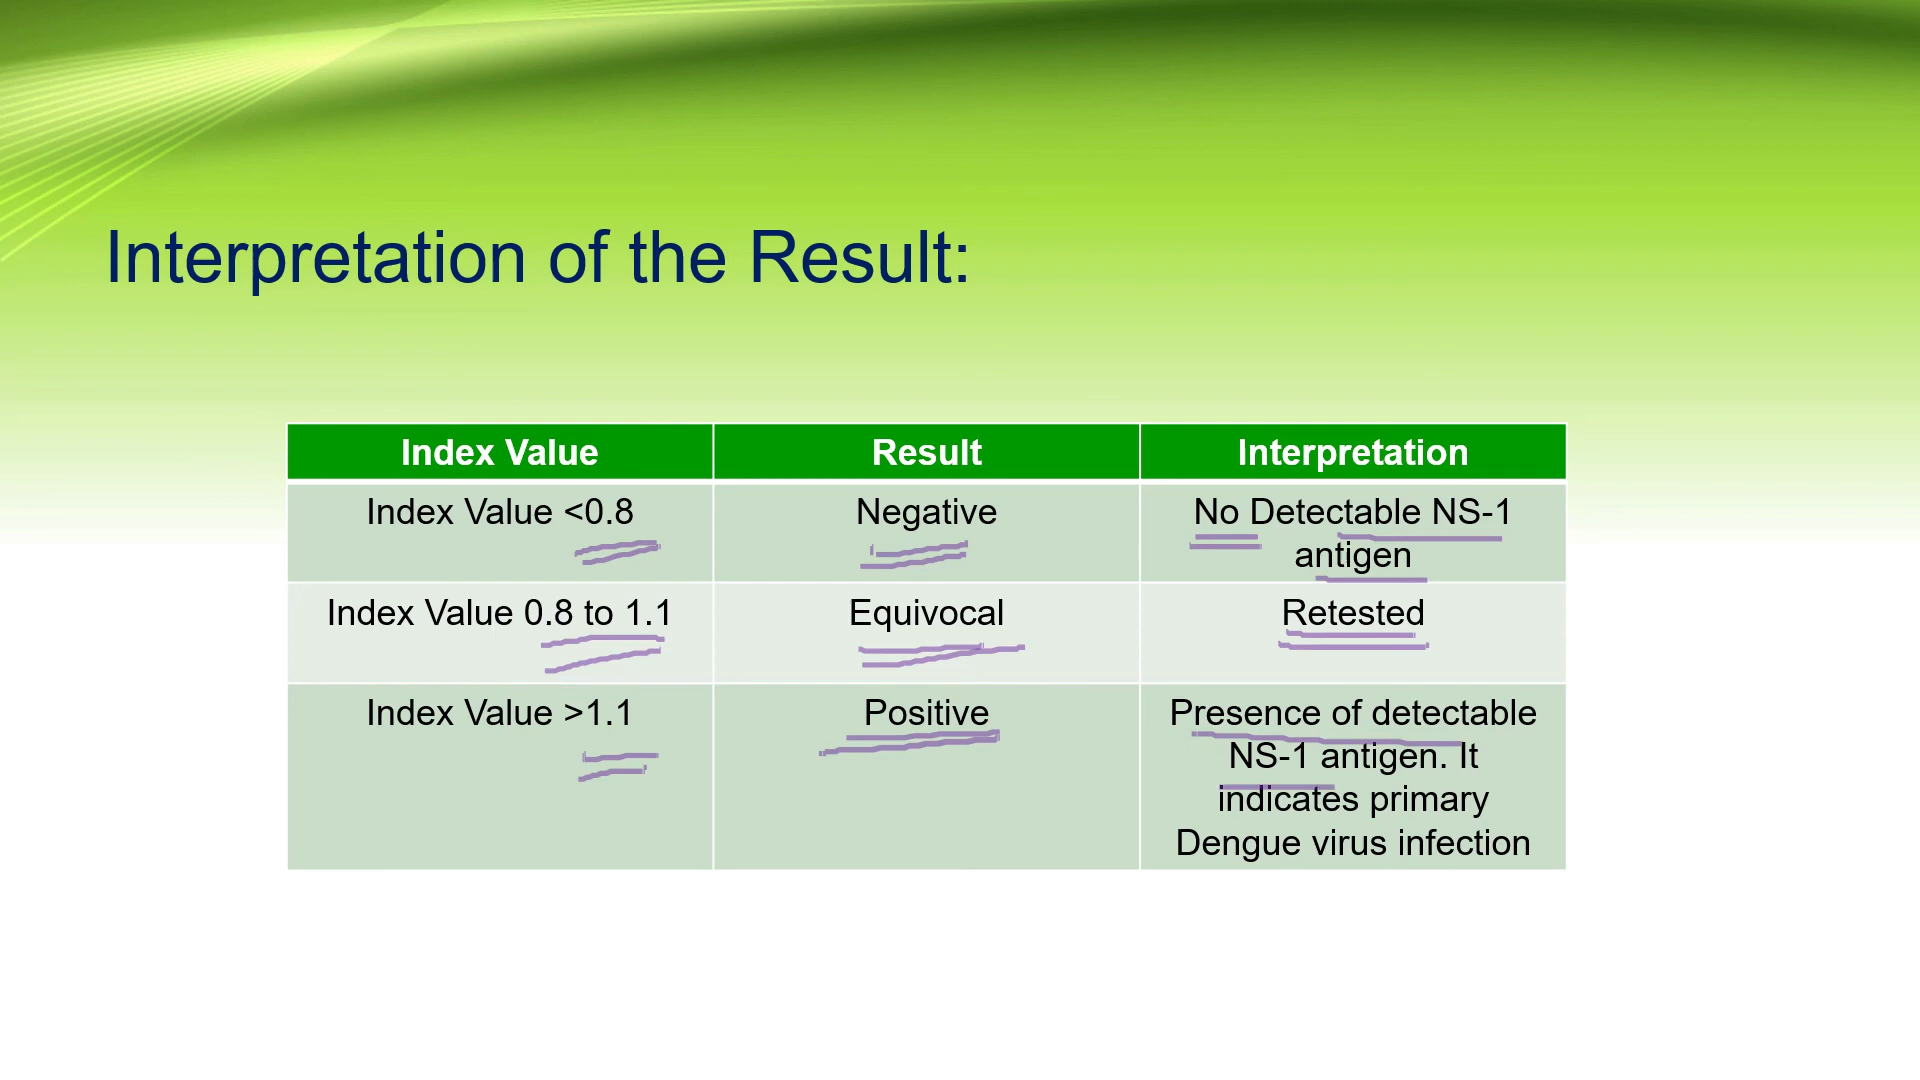 Interpretation of the Result:
Index Value
Result
Interpretation
Index Value <0.8
Negative
No Detectable NS-1
antigen
Index Value 0.8 to 1.1
Equivocal
Retested
Index Value >1.1
Positive
Presence of detectable
NS-1 antigen. It
indicates primary
Dengue virus infection